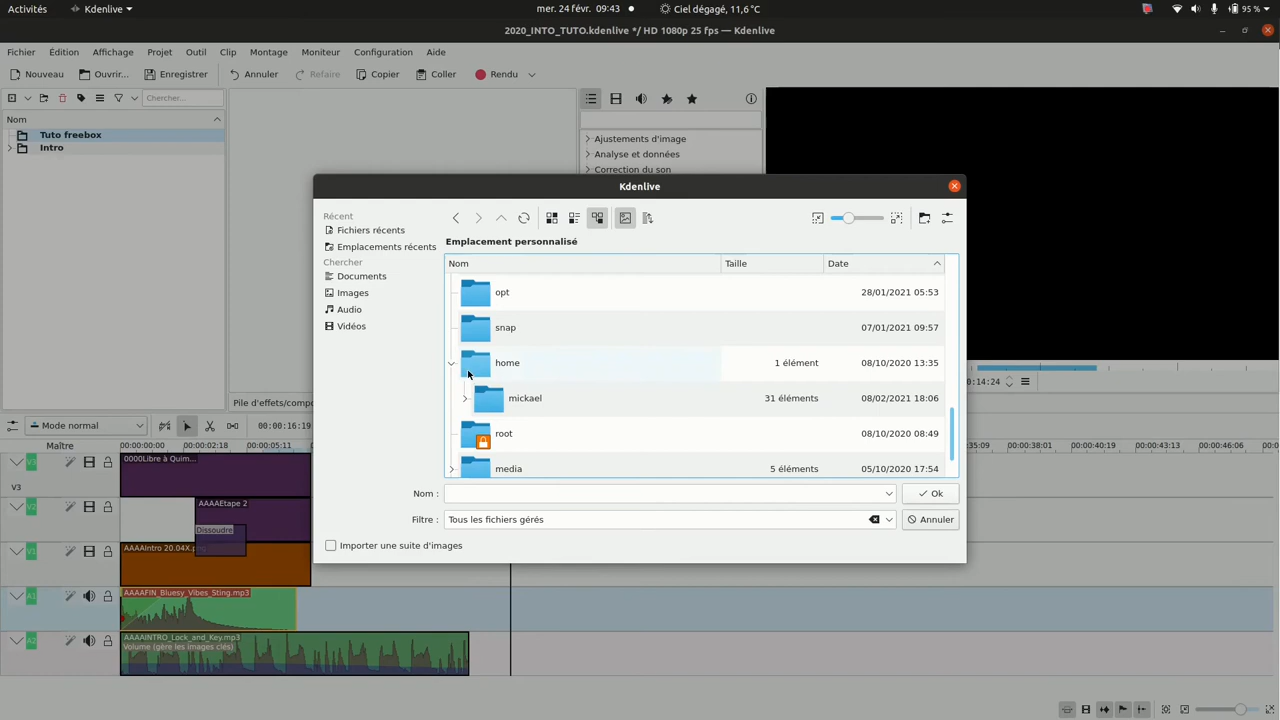 Activités Kdenlive mer. 24 févr. 09:43 Ciel dégagé, 11,6 °C 95 %
2020_INTO_TUTO.kdenlive */ HD 1080p 25 fps — Kdenlive
Fichier Édition Affichage Projet Outil Clip Montage Moniteur Configuration Aide
Nouveau Ouvrir... Enregistrer Annuler Refaire Copier Coller Rendu
Chercher...
Nom
Tuto freebox
Intro
Ajustements d'image
Analyse et données
Correction du son
Kdenlive
Récent
Fichiers récents
Emplacements récents
Chercher
Documents
Images
Audio
Vidéos
Emplacement personnalisé
Nom Taille Date
opt 28/01/2021 05:53
snap 07/01/2021 09:57
home 1 élément 08/10/2020 13:35
mickael 31 éléments 08/02/2021 18:06
root 08/10/2020 08:49
media 5 éléments 05/10/2020 17:54
Nom : Ok
Filtre : Tous les fichiers gérés Annuler
Importer une suite d'images
:14:24
Pile d'effets/compo
Mode normal 00:00:16:19
Maître 00:00:00:00 00:00:02:18 00:00:05:11 :35:09 00:00:38:01 00:00:40:19 00:00:43:13 00:00:46:06 00:0
V3
V3
0000Libre à Quim...
V2
AAAAEtape 2
Dissoudre
V1
AAAAIntro 20.04X.png
A1
AAAAFIN_Bluesy_Vibes_Sting.mp3
A2
AAAAINTRO_Lock_and_Key.mp3
Volume (gère les images clés)